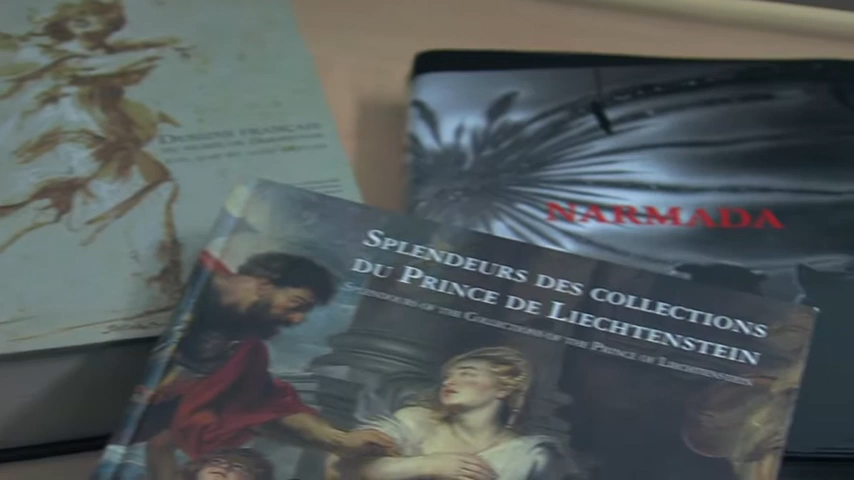 DESSINS FRANÇAIS
NARMADA
SPLENDEURS DES COLLECTIONS
DU PRINCE DE LIECHTENSTEIN
SPLENDOURS OF THE COLLECTIONS OF THE PRINCE OF LIECHTENSTEIN